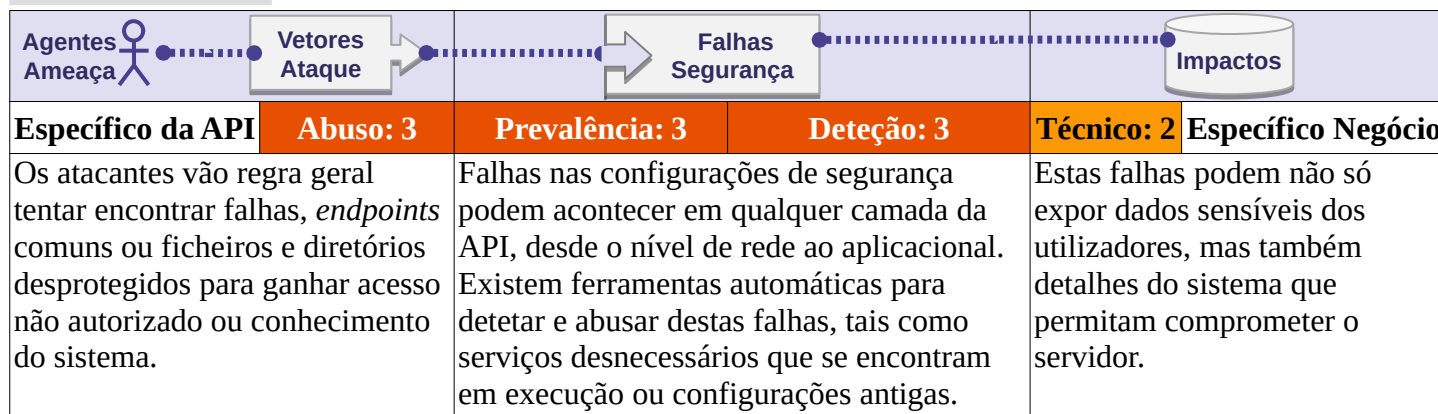 Agentes
Ameaça
Vetores
Ataque
Falhas
Segurança
Impactos
Específico da API
Abuso: 3
Prevalência: 3
Deteção: 3
Técnico: 2
Específico Negócio
Os atacantes vão regra geral
tentar encontrar falhas, endpoints
comuns ou ficheiros e diretórios
desprotegidos para ganhar acesso
não autorizado ou conhecimento
do sistema.
Falhas nas configurações de segurança
podem acontecer em qualquer camada da
API, desde o nível de rede ao aplicacional.
Existem ferramentas automáticas para
detetar e abusar destas falhas, tais como
serviços desnecessários que se encontram
em execução ou configurações antigas.
Estas falhas podem não só
expor dados sensíveis dos
utilizadores, mas também
detalhes do sistema que
permitam comprometer o
servidor.